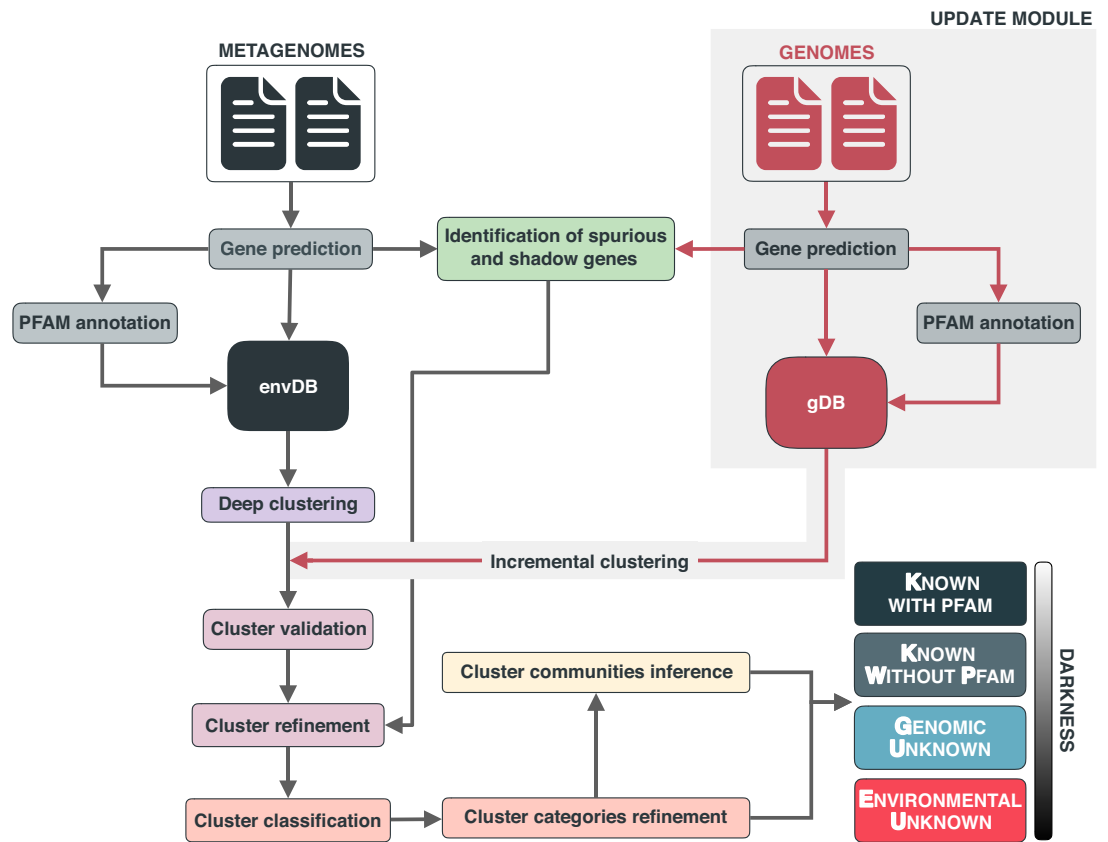 UPDATE MODULE
METAGENOMES
GENOMES
Gene prediction
Identification of spurious
and shadow genes
Gene prediction
PFAM annotation
PFAM annotation
envDB
gDB
Deep clustering
Incremental clustering
Cluster validation
Cluster refinement
Cluster classification
Cluster communities inference
Cluster categories refinement
KNOWN
WITH PFAM
KNOWN
WITHOUT PFAM
GENOMIC
UNKNOWN
ENVIRONMENTAL
UNKNOWN
DARKNESS